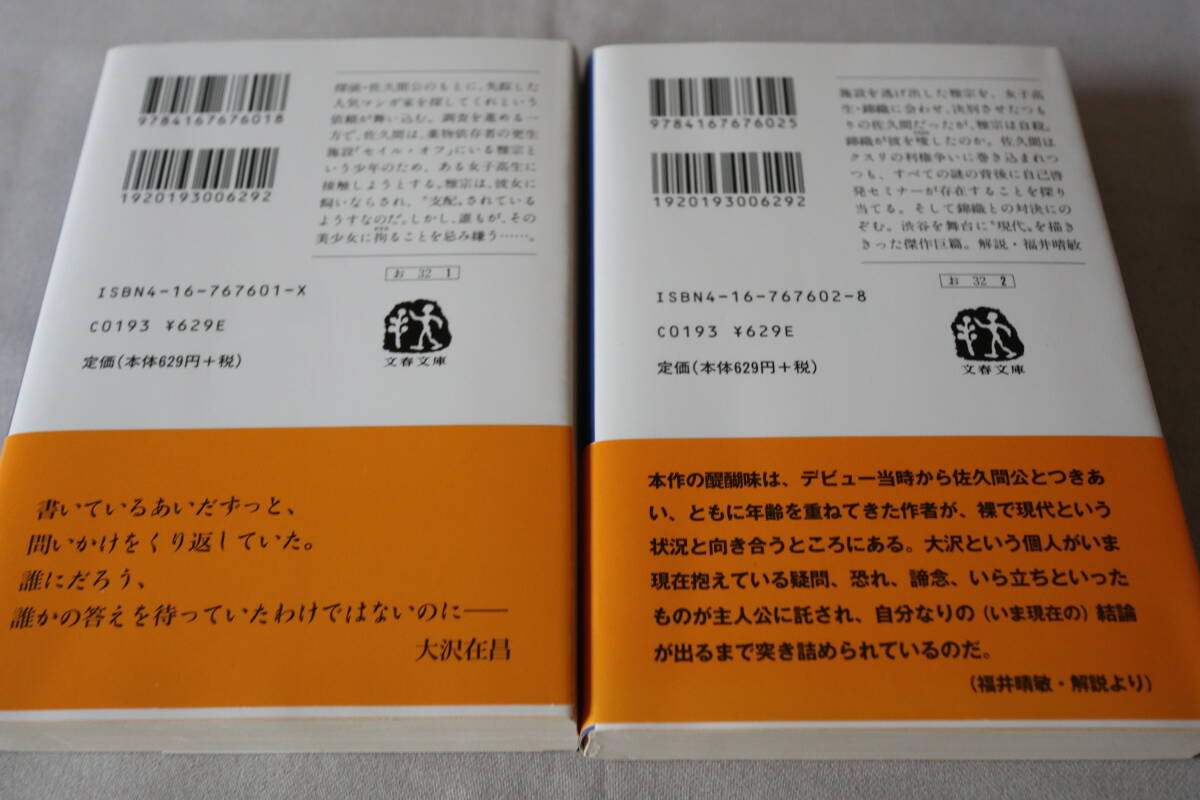 9784167676018
1920193006292
探偵・佐久間公のもとに、失踪した
人気マンガ家を探してくれという
依頼が舞い込む。調査を進める一
方で、佐久間は、薬物依存者の更生
施設「セイル・オフ」にいる雅宗と
いう少年のため、ある女子高生に
接触しようとする。雅宗は、彼女に
飼いならされ、〝支配〟されている
ようすなのだ。しかし、誰もが、その
美少女に拘ることを忌み嫌う……。
お 32 1
ISBN4-16-767601-X
C0193 ¥629E
定価(本体629円+税)
文春文庫
書いているあいだずっと、
問いかけをくり返していた。
誰にだろう、
誰かの答えを待っていたわけではないのに——
大沢在昌
9784167676025
1920193006292
施設を逃げ出した雅宗を、女子高
生・錦織に会わせ、決別させたつも
りの佐久間だったが、雅宗は自殺。
錦織が彼を唆したのか。佐久間は
クスリの利権争いに巻き込まれつ
つも、すべての謎の背後に自己啓
発セミナーが存在することを探り
当てる。そして錦織との対決にの
ぞむ。渋谷を舞台に〝現代〟を描き
きった傑作巨篇。解説・福井晴敏
お 32 2
ISBN4-16-767602-8
C0193 ¥629E
定価(本体629円+税)
文春文庫
本作の醍醐味は、デビュー当時から佐久間公とつきあ
い、ともに年齢を重ねてきた作者が、裸で現代という
状況と向き合うところにある。大沢という個人がいま
現在抱えている疑問、恐れ、諦念、いら立ちといった
ものが主人公に託され、自分なりの(いま現在の)結論
が出るまで突き詰められているのだ。
(福井晴敏・解説より)